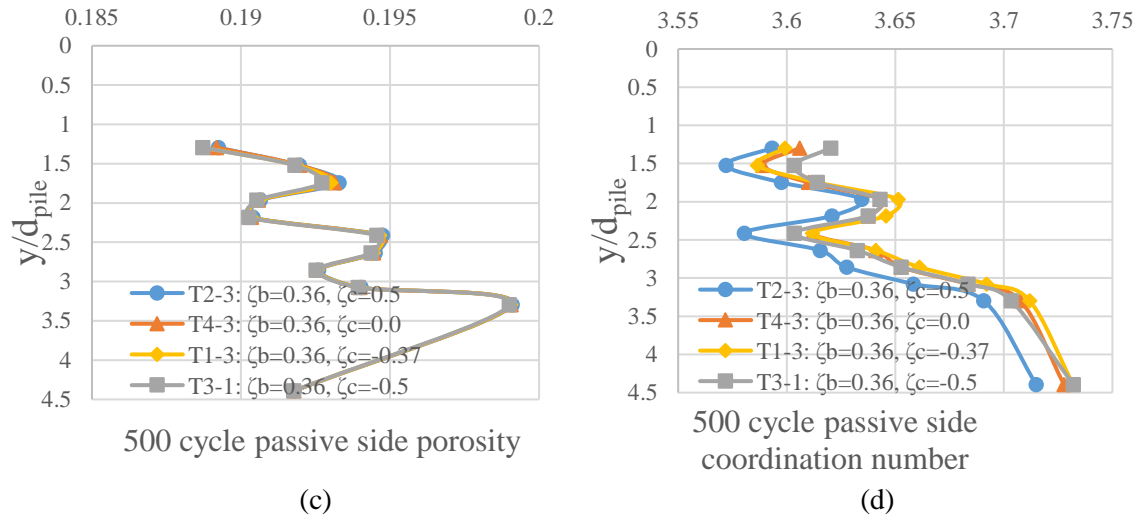 0.185 0.19 0.195 0.2
0
0.5
1
1.5
2
2.5
3
3.5
4
4.5
y/d_pile
T2-3: ζb=0.36, ζc=0.5
T4-3: ζb=0.36, ζc=0.0
T1-3: ζb=0.36, ζc=-0.37
T3-1: ζb=0.36, ζc=-0.5
500 cycle passive side porosity
(c)
3.55 3.6 3.65 3.7 3.75
0
0.5
1
1.5
2
2.5
3
3.5
4
4.5
y/d_pile
T2-3: ζb=0.36, ζc=0.5
T4-3: ζb=0.36, ζc=0.0
T1-3: ζb=0.36, ζc=-0.37
T3-1: ζb=0.36, ζc=-0.5
500 cycle passive side
coordination number
(d)